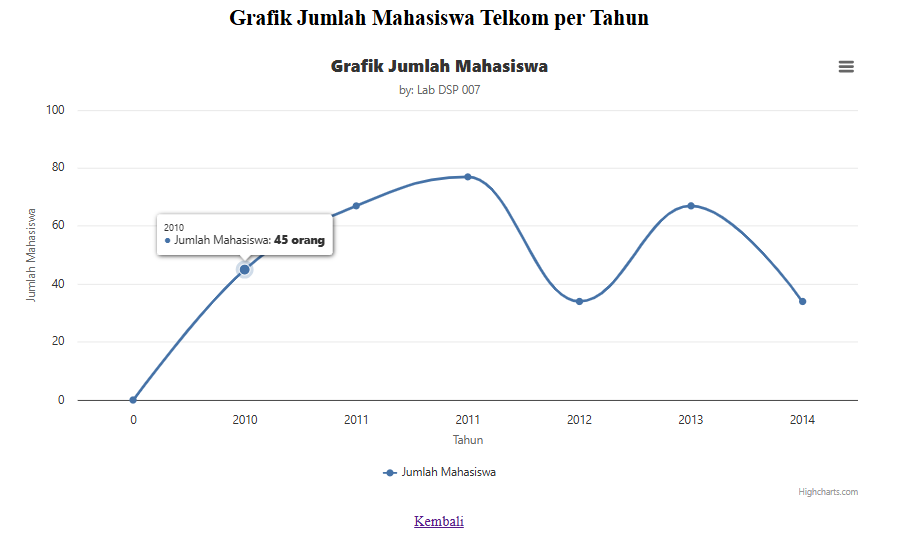 Grafik Jumlah Mahasiswa Telkom per Tahun
Grafik Jumlah Mahasiswa
by: Lab DSP 007
Jumlah Mahasiswa
100
80
60
40
20
0
2010
Jumlah Mahasiswa: 45 orang
0 2010 2011 2011 2012 2013 2014
Tahun
Jumlah Mahasiswa
Highcharts.com
Kembali